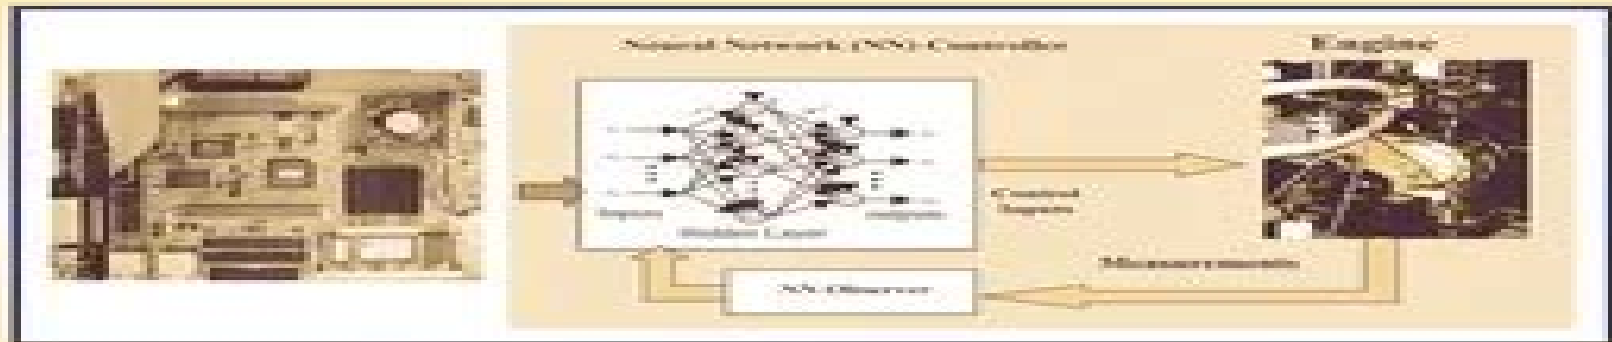 Neural Network (NN) Controller
Engine
Inputs
outputs
Hidden Layer
Control
Inputs
Measurements
NN Observer